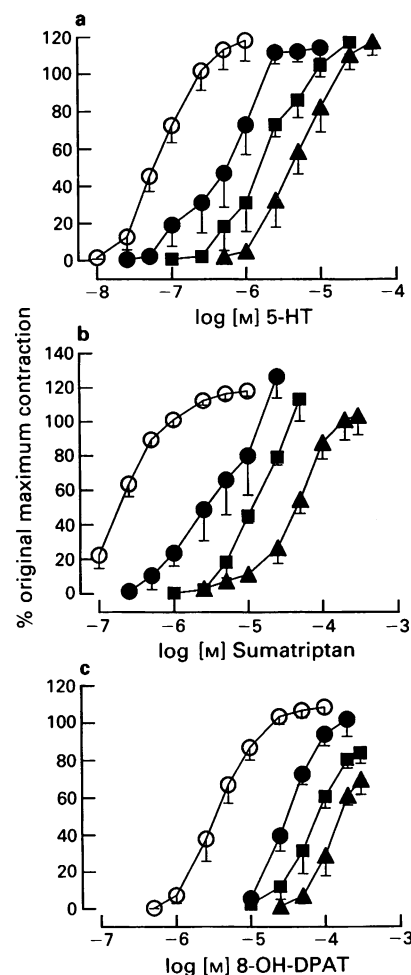 a
120
100
80
60
40
20
0
−8 −7 −6 −5 −4
log [M] 5-HT
b
140
120
100
80
60
40
20
0
−7 −6 −5 −4 −3
log [M] Sumatriptan
% original maximum contraction
c
120
100
80
60
40
20
0
−7 −6 −5 −4 −3
log [M] 8-OH-DPAT